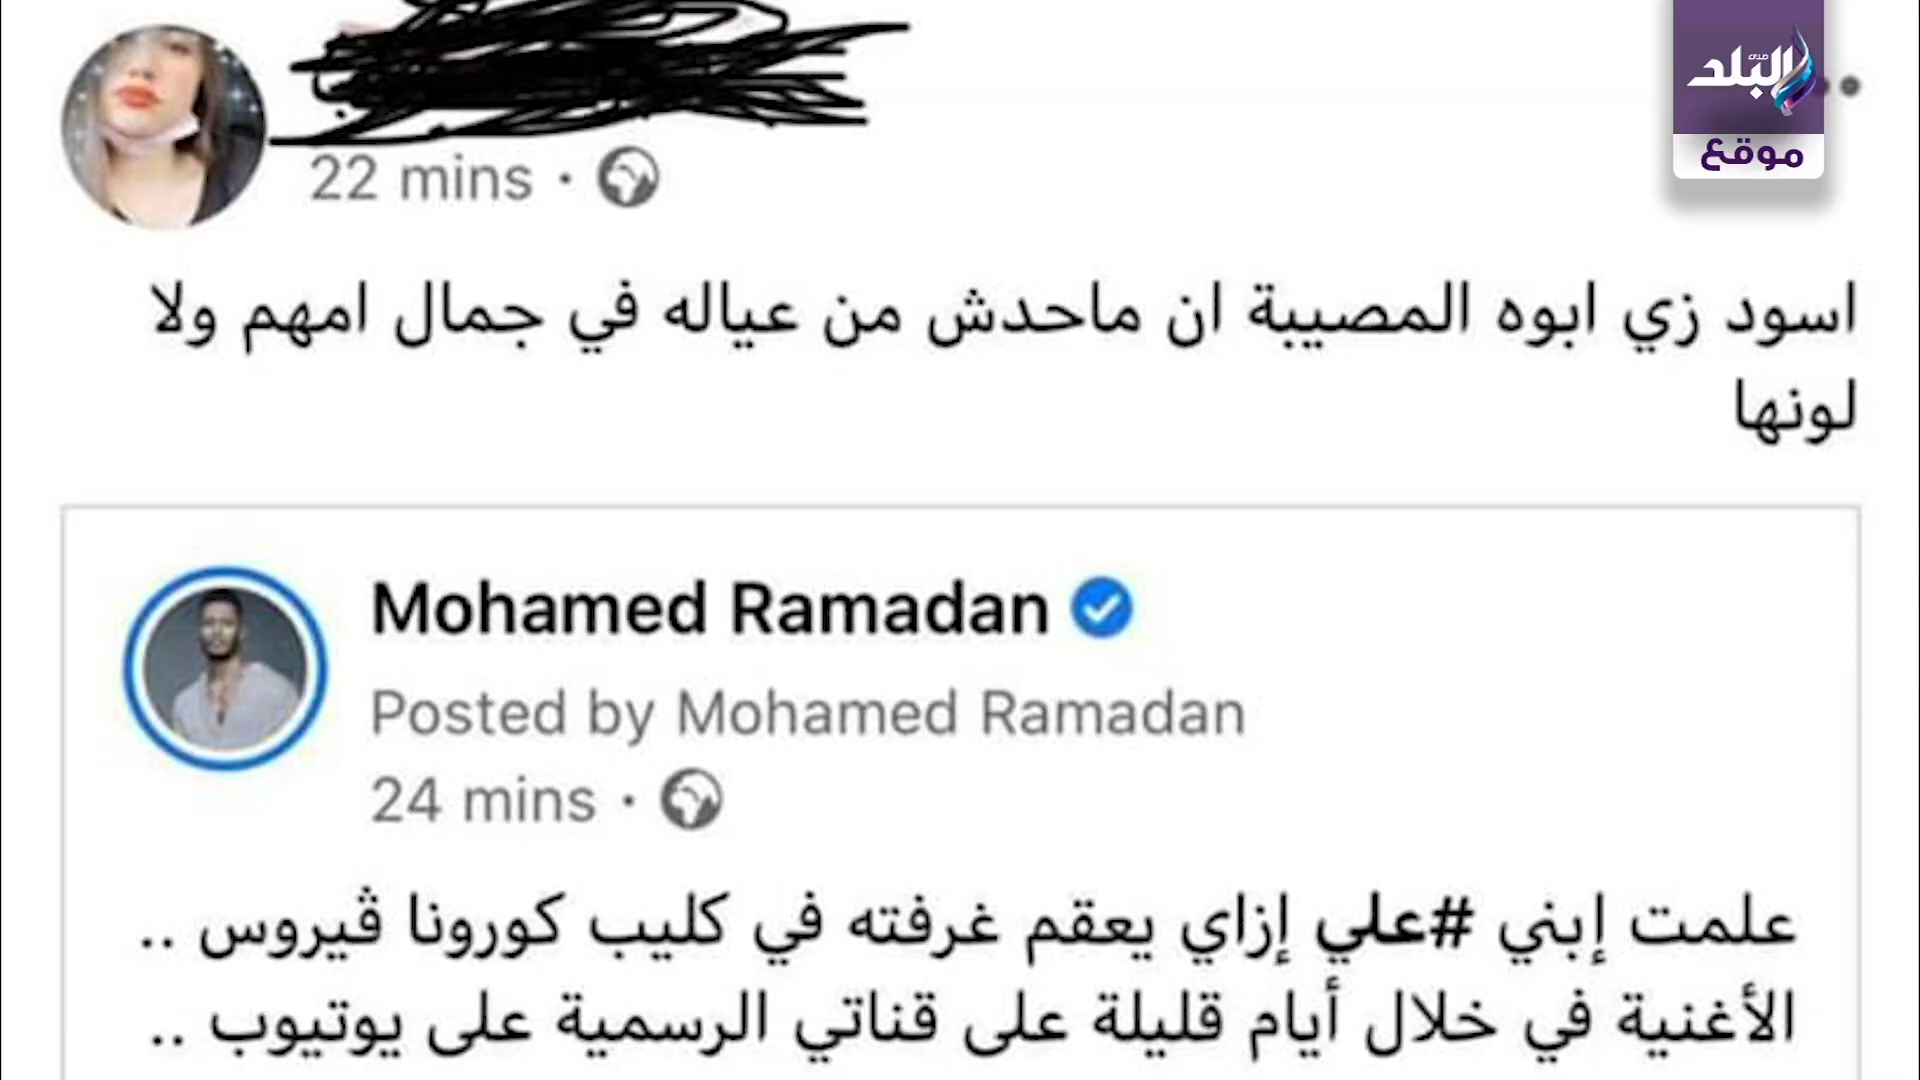 صدى البلد
موقع
22 mins ·
اسود زي ابوه المصيبة ان ماحدش من عياله في جمال امهم ولا
لونها
Mohamed Ramadan
Posted by Mohamed Ramadan
24 mins ·
علمت إبني #علي إزاي يعقم غرفته في كليب كورونا ڤيروس ..
الأغنية في خلال أيام قليلة على قناتي الرسمية على يوتيوب ..